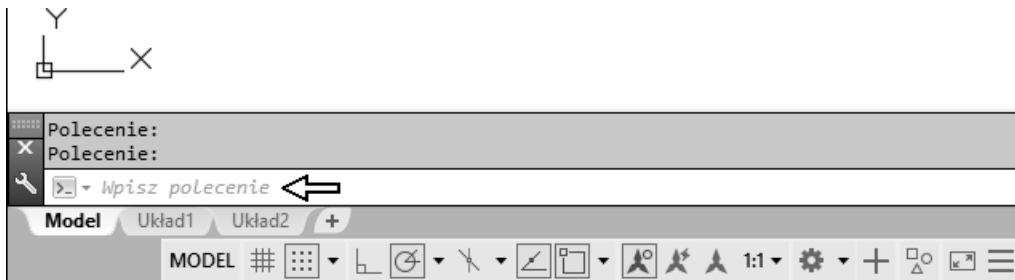 Y
X
Polecenie:
Polecenie:
Wpisz polecenie
Model Układ1 Układ2 +
MODEL 1:1